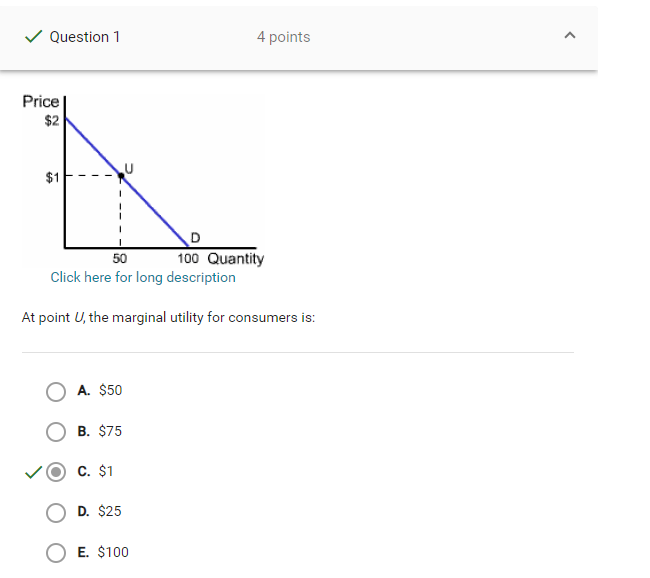 Question 1 4 points
Price
$2
U
$1
D
50 100 Quantity
Click here for long description
At point U, the marginal utility for consumers is:
A. $50
B. $75
C. $1
D. $25
E. $100